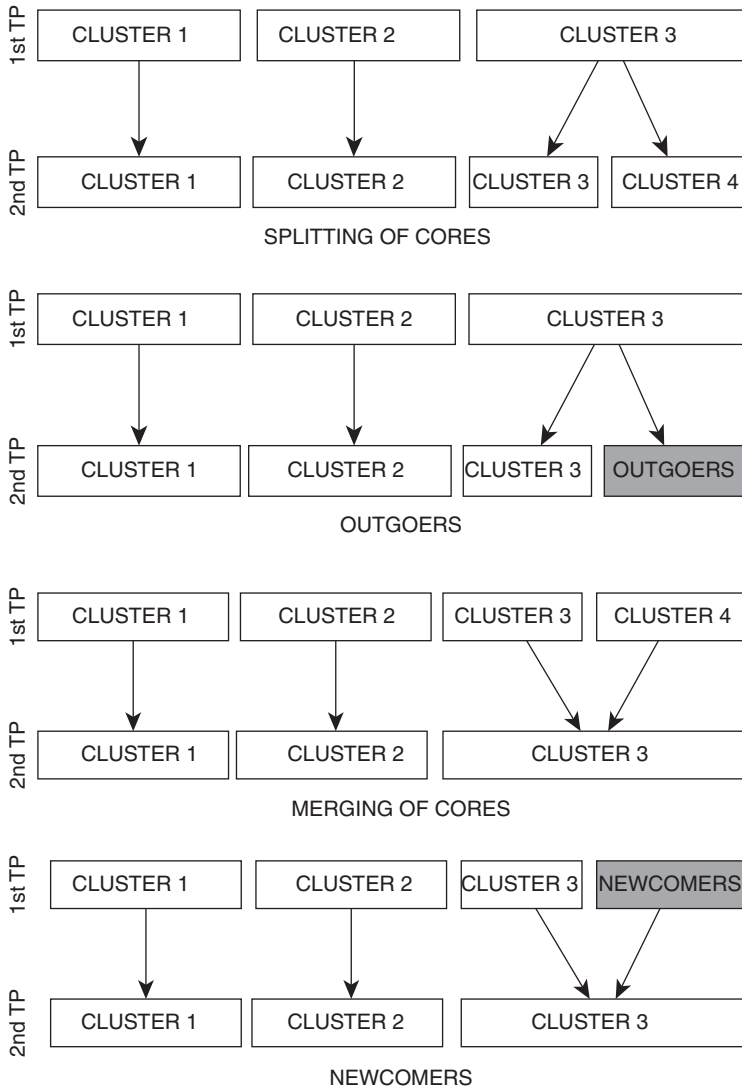 1st TP
CLUSTER 1
CLUSTER 2
CLUSTER 3
2nd TP
CLUSTER 1
CLUSTER 2
CLUSTER 3
CLUSTER 4
SPLITTING OF CORES
1st TP
CLUSTER 1
CLUSTER 2
CLUSTER 3
2nd TP
CLUSTER 1
CLUSTER 2
CLUSTER 3
OUTGOERS
OUTGOERS
1st TP
CLUSTER 1
CLUSTER 2
CLUSTER 3
CLUSTER 4
2nd TP
CLUSTER 1
CLUSTER 2
CLUSTER 3
MERGING OF CORES
1st TP
CLUSTER 1
CLUSTER 2
CLUSTER 3
NEWCOMERS
2nd TP
CLUSTER 1
CLUSTER 2
CLUSTER 3
NEWCOMERS